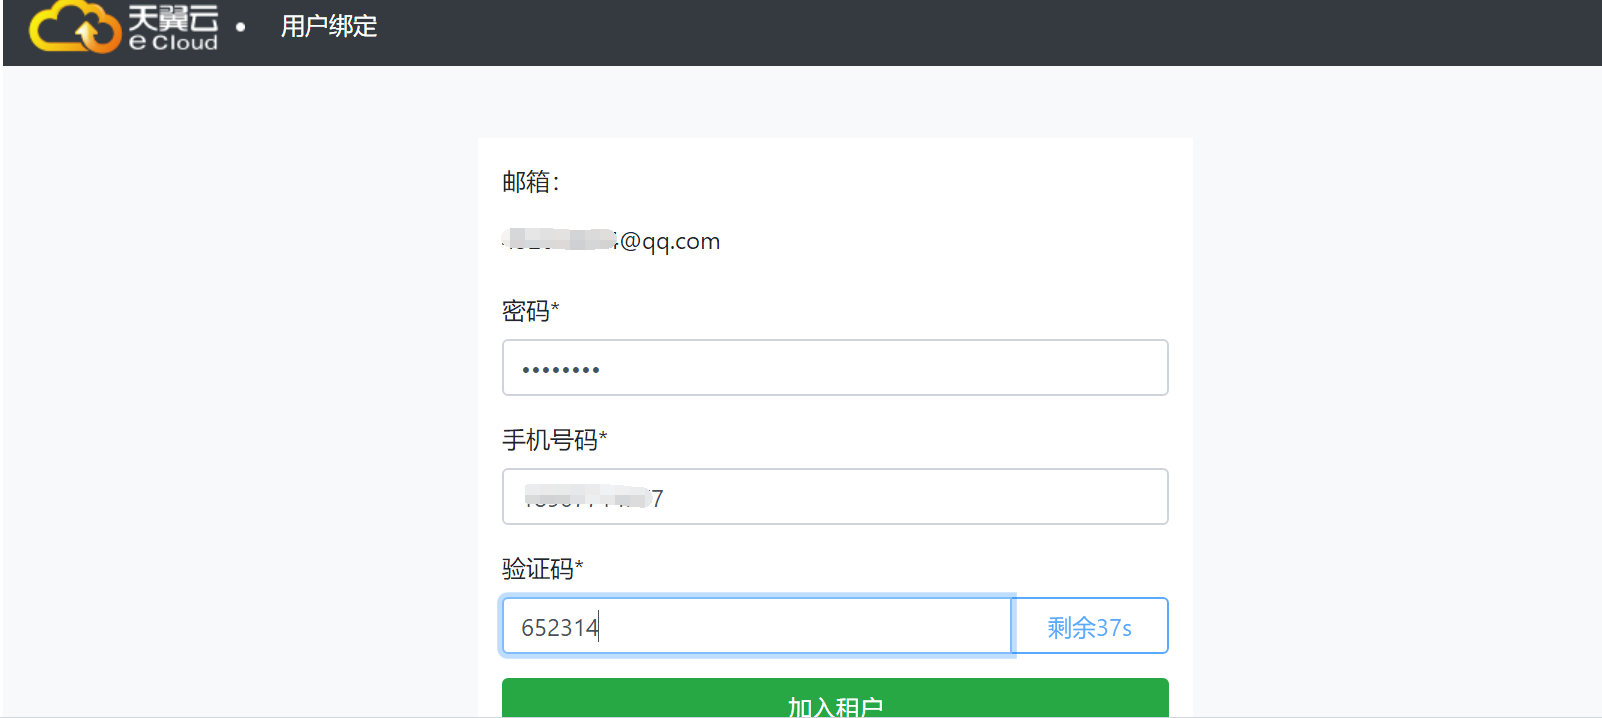 天翼云
e Cloud
• 用户绑定
邮箱：
@qq.com
密码*
••••••••
手机号码*
7
验证码*
652314
剩余37s
加入租户